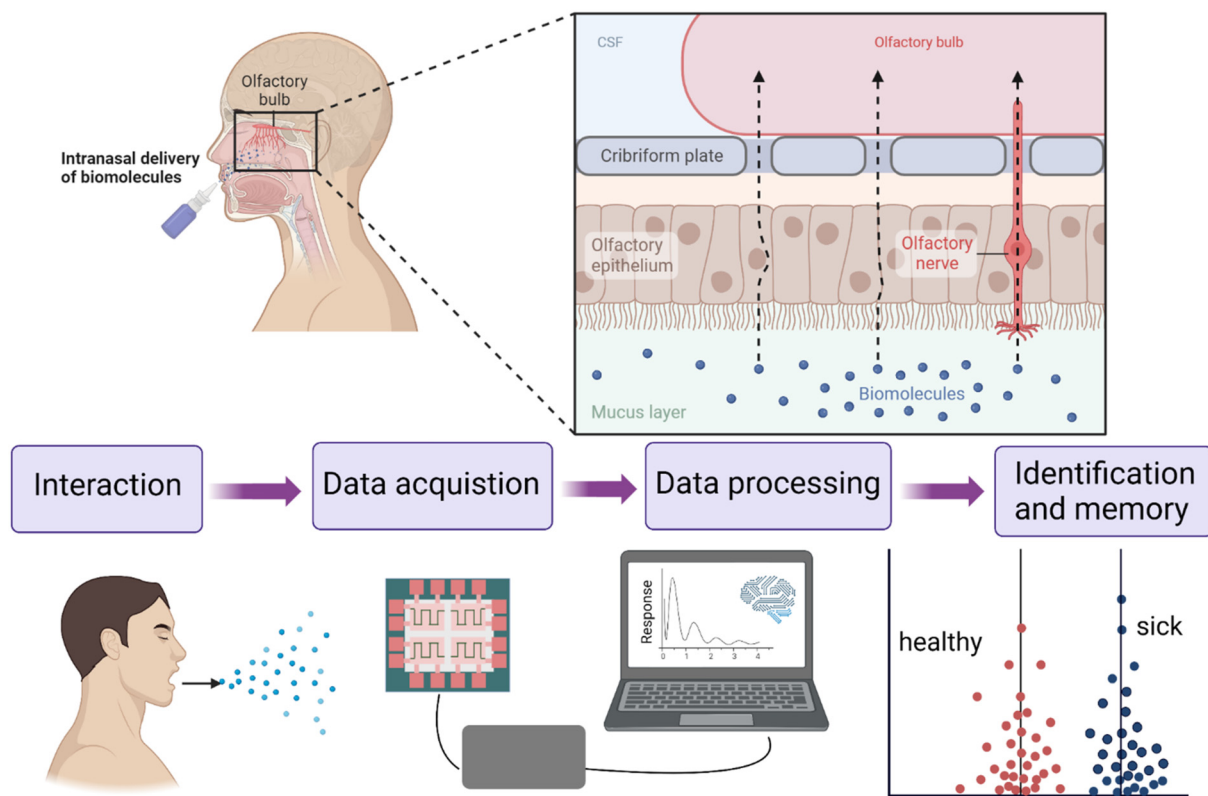 Olfactory
bulb
Intranasal delivery
of biomolecules
CSF
Olfactory bulb
Cribriform plate
Olfactory
epithelium
Olfactory
nerve
Biomolecules
Mucus layer
Interaction
Data acquistion
Data processing
Identification
and memory
Response
0 1 2 3 4
healthy
sick